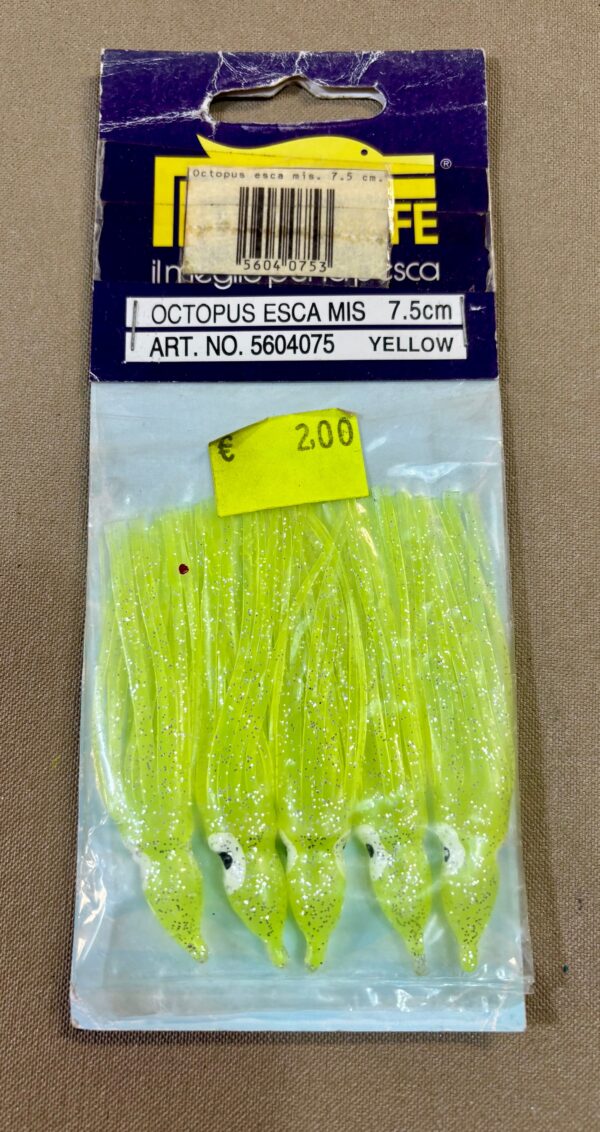 ®
Octopus esca mis. 7.5 cm.
5604 0753
FE
il meglio per la pesca
OCTOPUS ESCA MIS 7.5cm
ART. NO. 5604075 YELLOW
€ 2,00